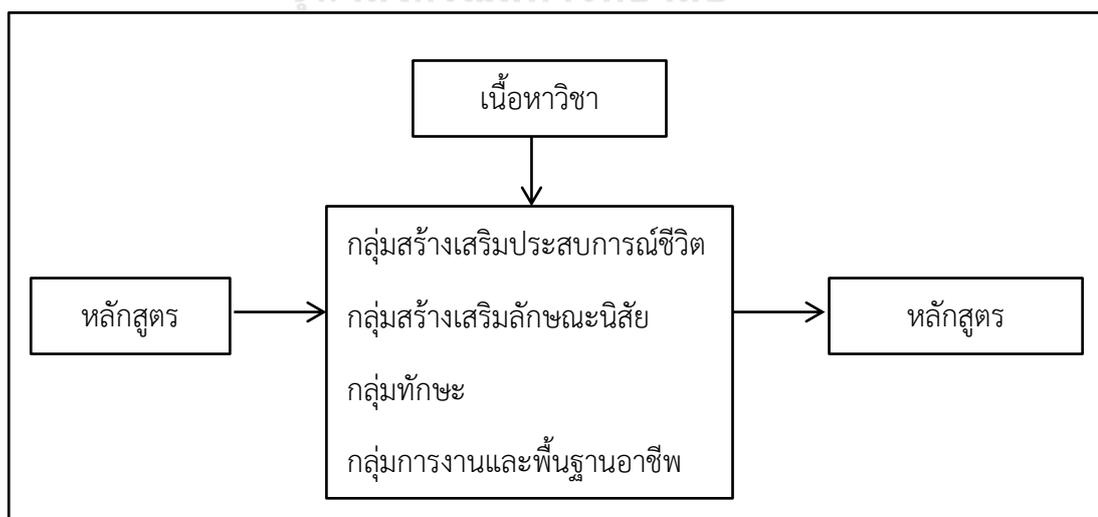 เนื้อหาวิชา
กลุ่มสร้างเสริมประสบการณ์ชีวิต
หลักสูตร
กลุ่มสร้างเสริมลักษณะนิสัย
หลักสูตร
กลุ่มทักษะ
กลุ่มการงานและพื้นฐานอาชีพ